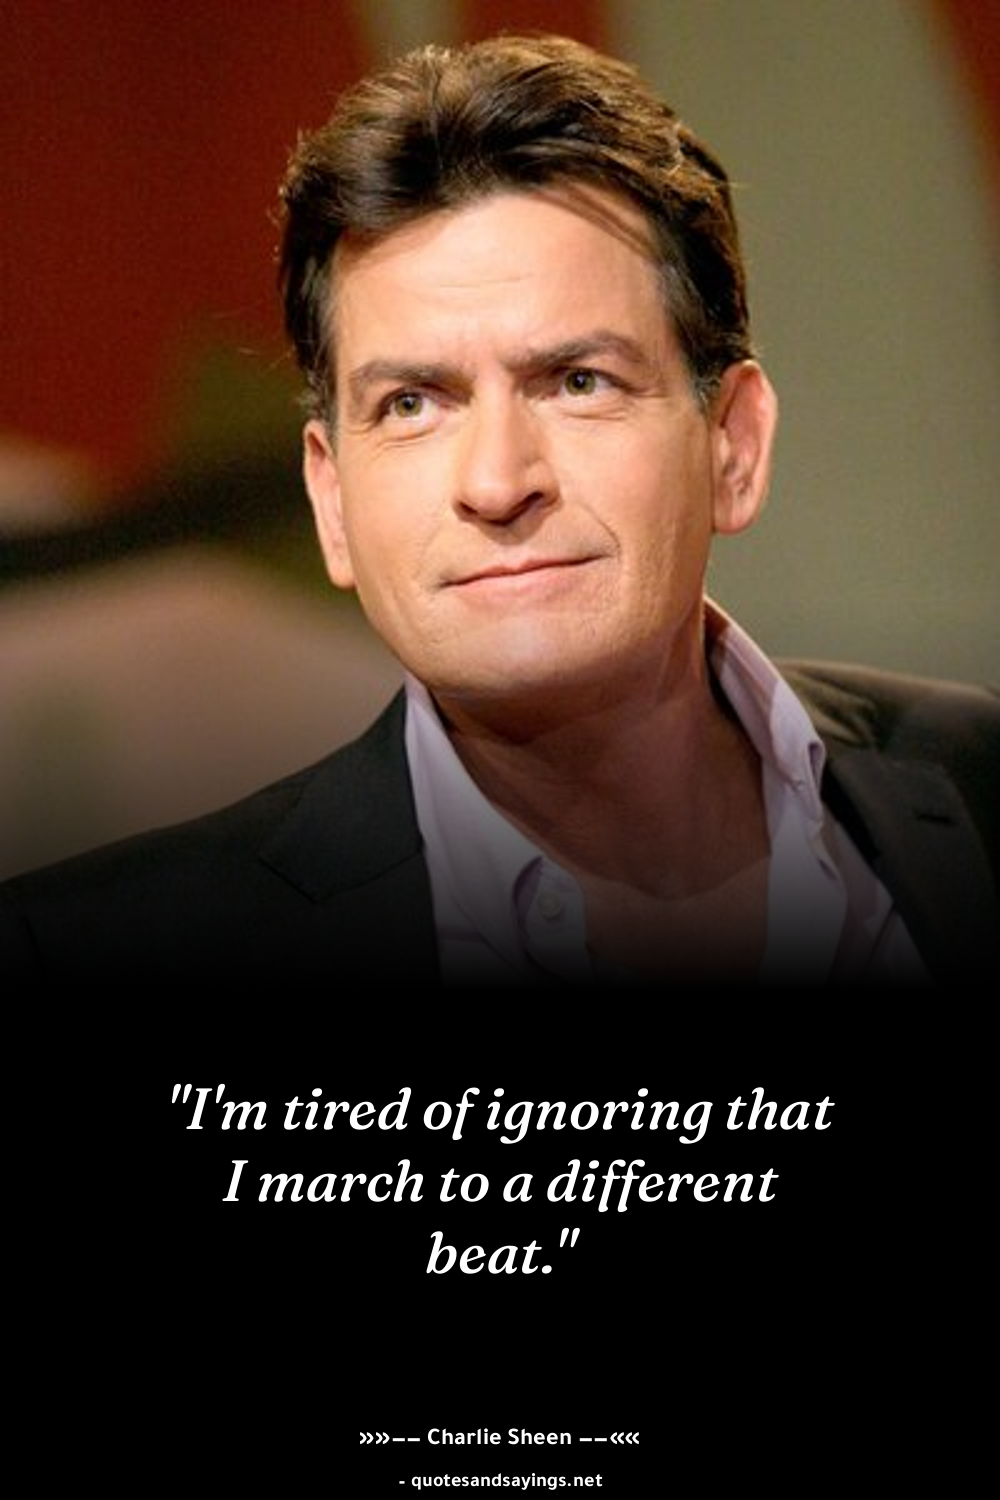 "I'm tired of ignoring that
I march to a different
beat."
»»–– Charlie Sheen ––««
- quotesandsayings.net